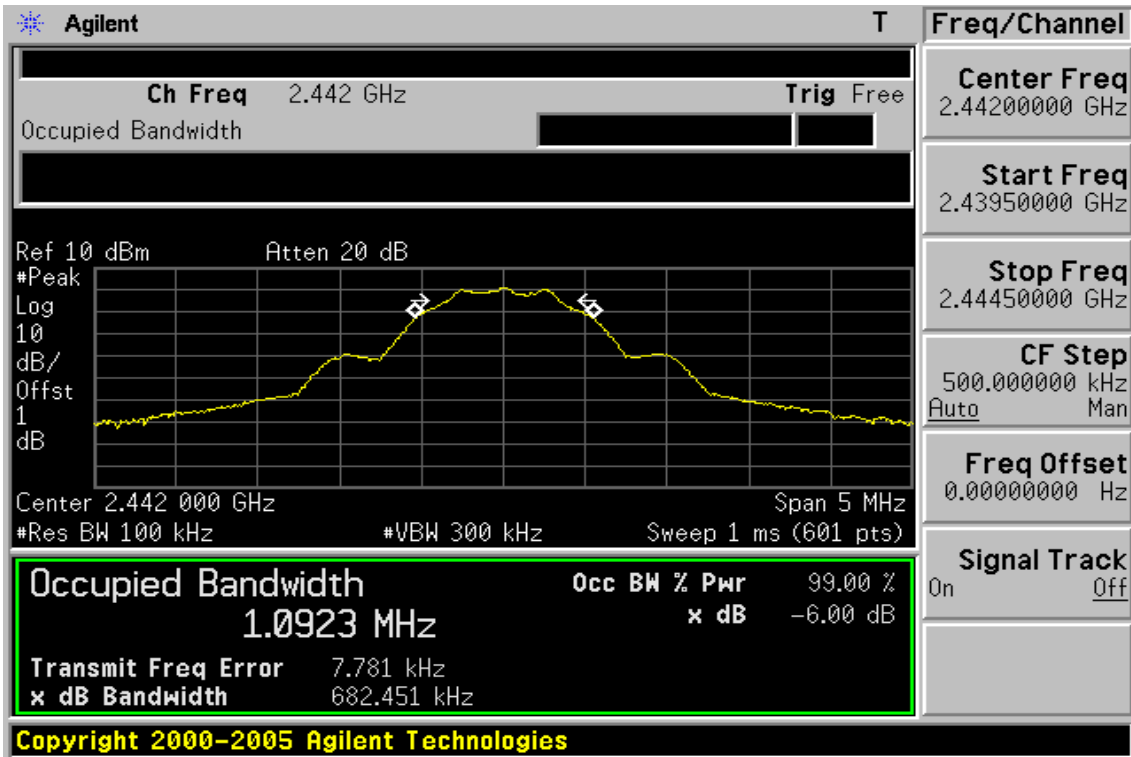 Agilent T Freq/Channel
Ch Freq 2.442 GHz Trig Free
Occupied Bandwidth
Center Freq
2.44200000 GHz
Start Freq
2.43950000 GHz
Stop Freq
2.44450000 GHz
CF Step
500.000000 kHz
Auto Man
Freq Offset
0.00000000 Hz
Signal Track
On Off
Ref 10 dBm Atten 20 dB
#Peak
Log
10
dB/
Offst
1
dB
Center 2.442 000 GHz Span 5 MHz
#Res BW 100 kHz #VBW 300 kHz Sweep 1 ms (601 pts)
Occupied Bandwidth
1.0923 MHz
Occ BW % Pwr 99.00 %
x dB -6.00 dB
Transmit Freq Error 7.781 kHz
x dB Bandwidth 682.451 kHz
Copyright 2000-2005 Agilent Technologies